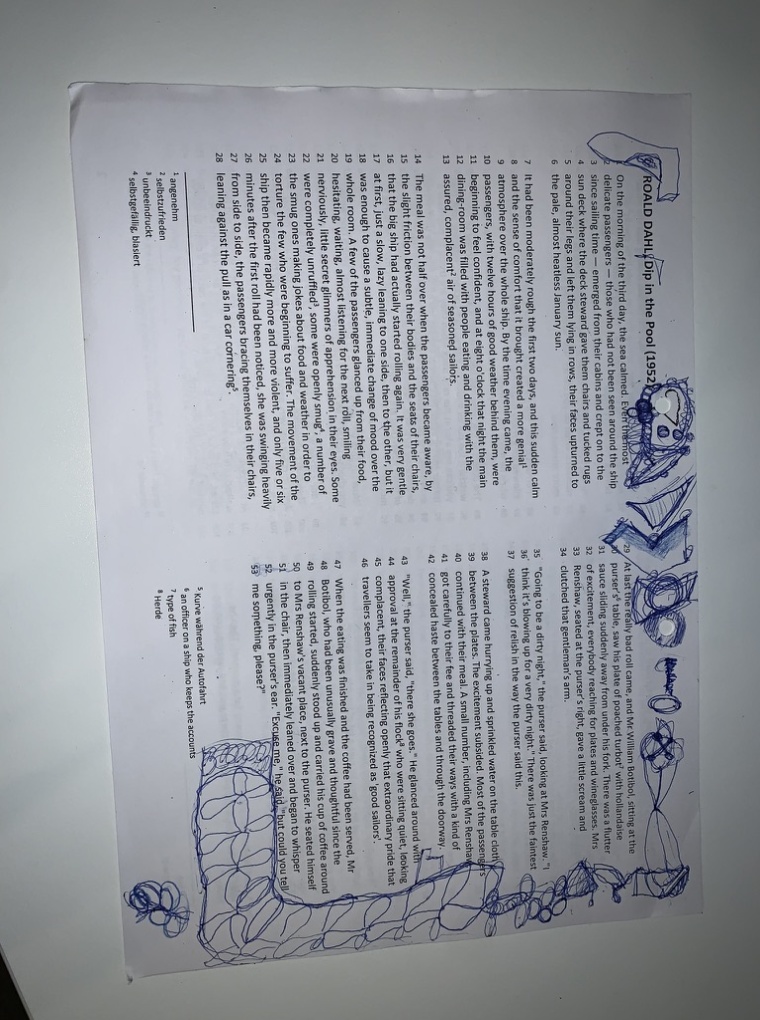 ROALD DAHL, Dip in the Pool (1952)
1 On the morning of the third day, the sea calmed. Even the most
2 delicate passengers — those who had not been seen around the ship
3 since sailing time — emerged from their cabins and crept on to the
4 sun deck where the deck steward gave them chairs and tucked rugs
5 around their legs and left them lying in rows, their faces upturned to
6 the pale, almost heatless January sun.
7 It had been moderately rough the first two days, and this sudden calm
8 and the sense of comfort that it brought created a more genial¹
9 atmosphere over the whole ship. By the time evening came, the
10 passengers, with twelve hours of good weather behind them, were
11 beginning to feel confident, and at eight o'clock that night the main
12 dining-room was filled with people eating and drinking with the
13 assured, complacent² air of seasoned sailors.
14 The meal was not half over when the passengers became aware, by
15 the slight friction between their bodies and the seats of their chairs,
16 that the big ship had actually started rolling again. It was very gentle
17 at first, just a slow, lazy leaning to one side, then to the other, but it
18 was enough to cause a subtle, immediate change of mood over the
19 whole room. A few of the passengers glanced up from their food,
20 hesitating, waiting, almost listening for the next roll, smiling
21 nervously, little secret glimmers of apprehension in their eyes. Some
22 were completely unruffled³, some were openly smug⁴, a number of
23 the smug ones making jokes about food and weather in order to
24 torture the few who were beginning to suffer. The movement of the
25 ship then became rapidly more and more violent, and only five or six
26 minutes after the first roll had been noticed, she was swinging heavily
27 from side to side, the passengers bracing themselves in their chairs,
28 leaning against the pull as in a car cornering⁵.
1 angenehm
2 selbstzufrieden
3 unbeeindruckt
4 selbstgefällig, blasiert
29 At last the really bad roll came, and Mr William Botibol, sitting at the
30 purser's⁶ table, saw his plate of poached turbot⁷ with hollandaise
31 sauce sliding suddenly away from under his fork. There was a flutter
32 of excitement, everybody reaching for plates and wineglasses. Mrs
33 Renshaw, seated at the purser's right, gave a little scream and
34 clutched that gentleman's arm.
35 "Going to be a dirty night," the purser said, looking at Mrs Renshaw. "I
36 think it's blowing up for a very dirty night." There was just the faintest
37 suggestion of relish in the way the purser said this.
38 A steward came hurrying up and sprinkled water on the table cloth
39 between the plates. The excitement subsided. Most of the passengers
40 continued with their meal. A small number, including Mrs Renshaw,
41 got carefully to their fee and threaded their ways with a kind of
42 concealed haste between the tables and through the doorway.
43 "Well," the purser said, "there she goes." He glanced around with
44 approval at the remainder of his flock⁸ who were sitting quiet, looking
45 complacent, their faces reflecting openly that extraordinary pride that
46 travellers seem to take in being recognized as 'good sailors'.
47 When the eating was finished and the coffee had been served, Mr
48 Botibol, who had been unusually grave and thoughtful since the
49 rolling started, suddenly stood up and carried his cup of coffee around
50 to Mrs Renshaw's vacant place, next to the purser. He seated himself
51 in the chair, then immediately leaned over and began to whisper
52 urgently in the purser's ear. "Excuse me," he said, "but could you tell
53 me something, please?"
5 Kurve während der Autofahrt
6 an officer on a ship who keeps the accounts
7 type of fish
8 Herde